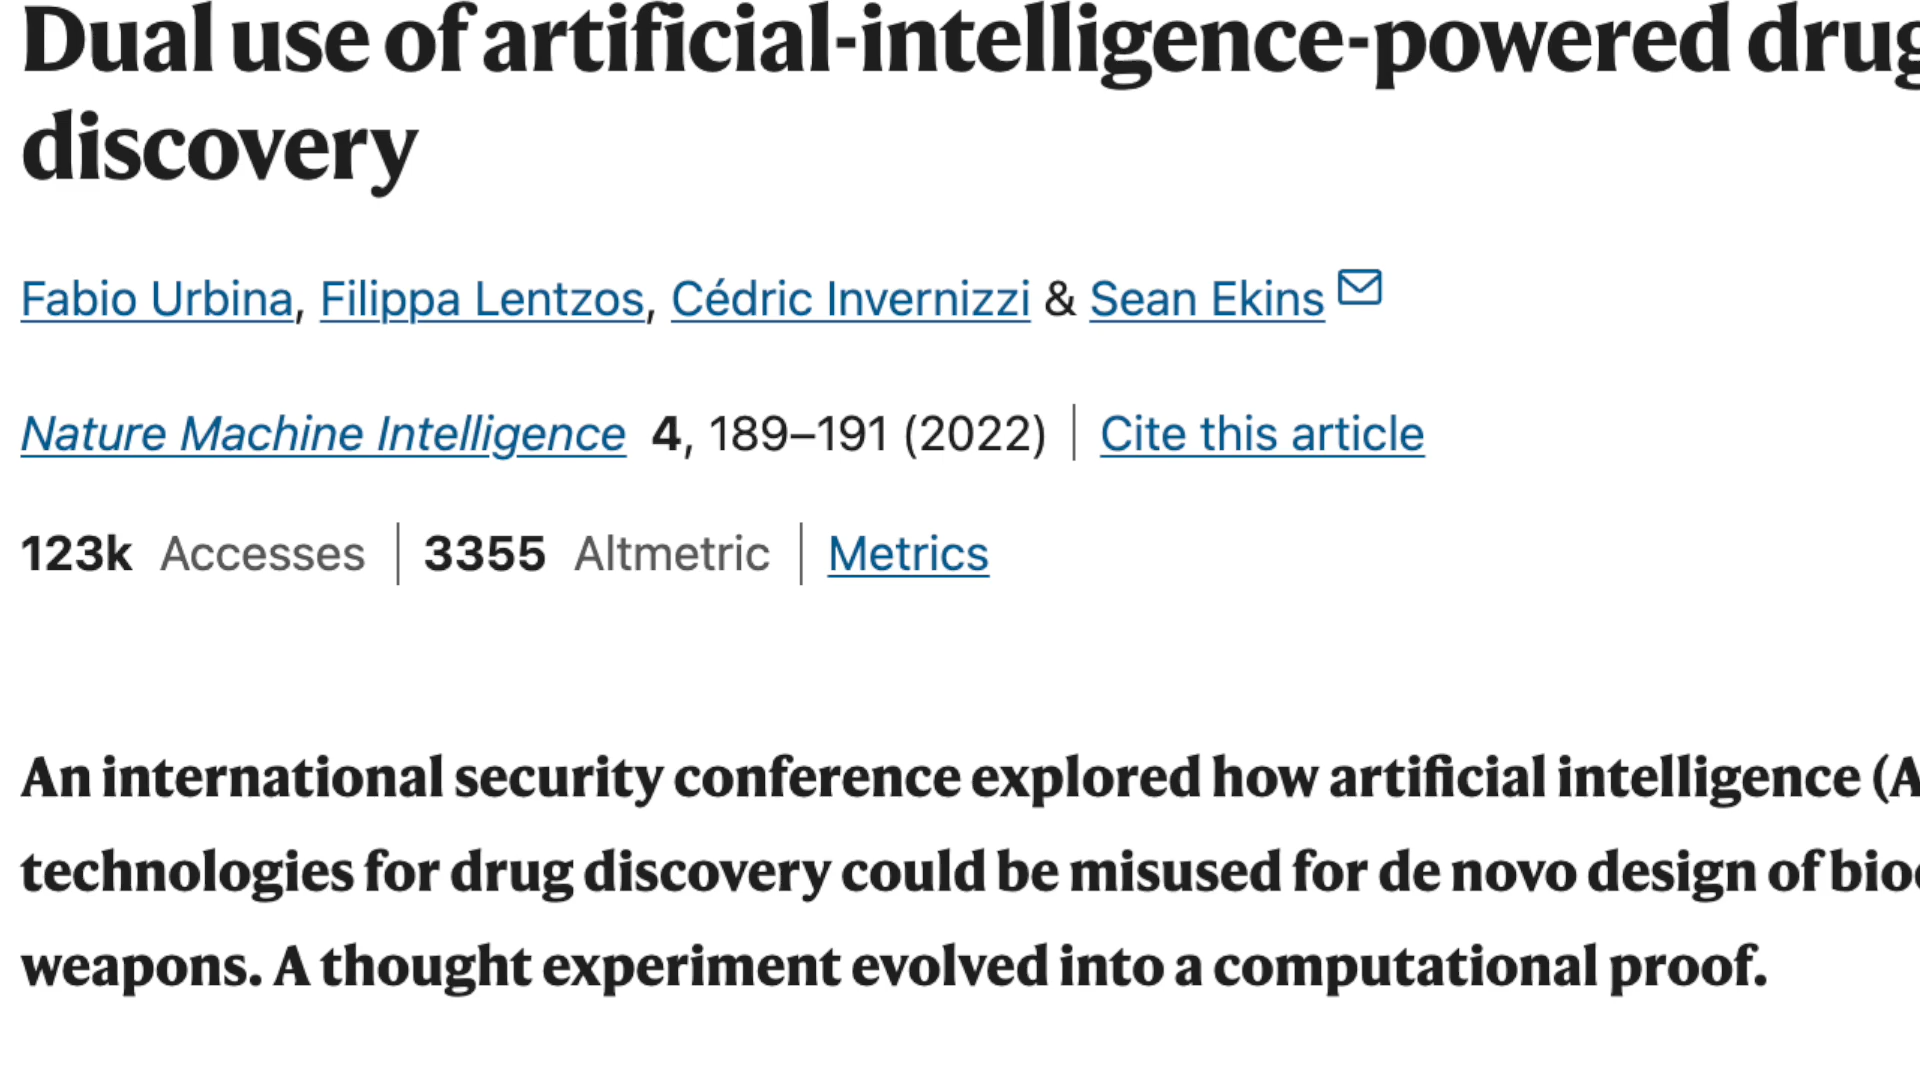 Dual use of artificial-intelligence-powered drug
discovery
Fabio Urbina, Filippa Lentzos, Cédric Invernizzi & Sean Ekins
Nature Machine Intelligence 4, 189–191 (2022) | Cite this article
123k Accesses | 3355 Altmetric | Metrics
An international security conference explored how artificial intelligence (A
technologies for drug discovery could be misused for de novo design of
weapons. A thought experiment evolved into a computational proof.